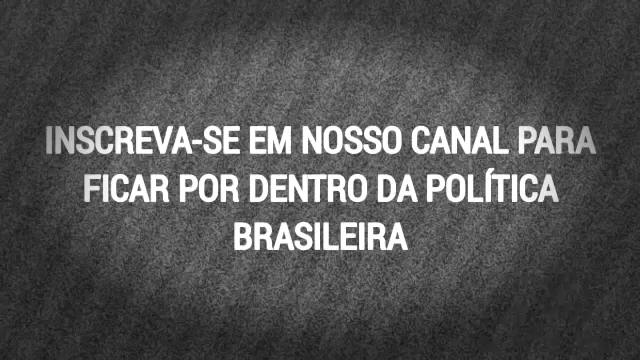 INSCREVA-SE EM NOSSO CANAL PARA
FICAR POR DENTRO DA POLÍTICA
BRASILEIRA